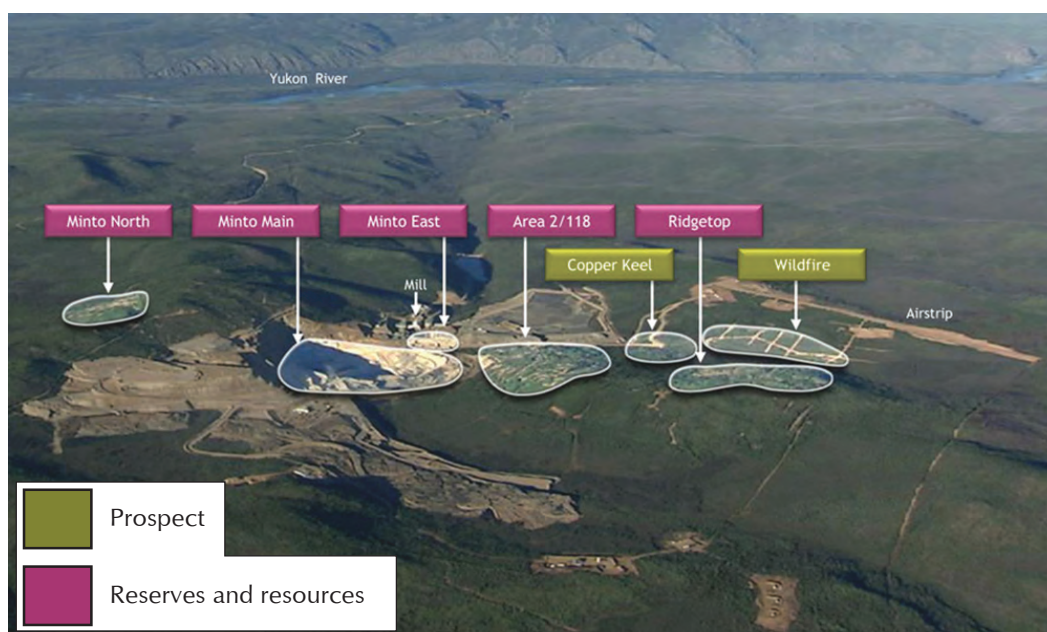 Yukon River
Minto North
Minto Main
Minto East
Area 2/118
Ridgetop
Copper Keel
Wildfire
Mill
Airstrip
Prospect
Reserves and resources